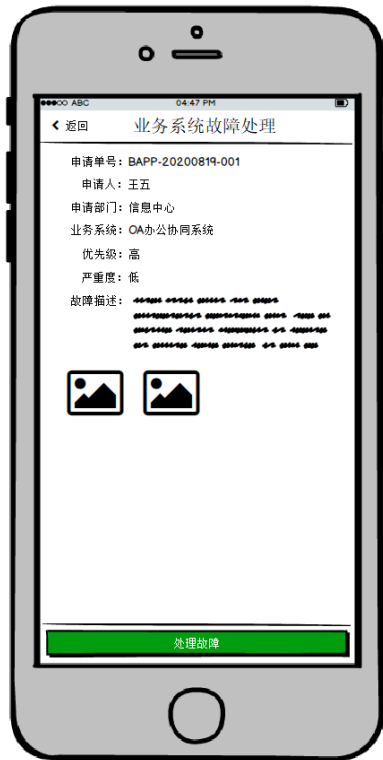 ABC 04:47 PM
返回 业务系统故障处理
申请单号：BAPP-20200819-001
申请人：王五
申请部门：信息中心
业务系统：OA办公协同系统
优先级：高
严重度：低
故障描述：
处理故障